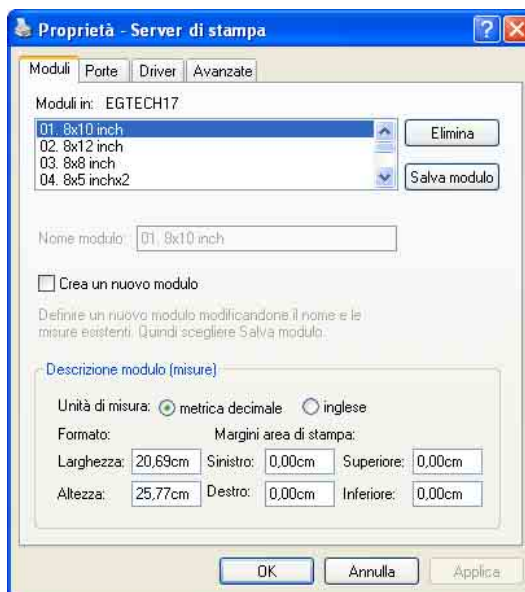 Proprietà - Server di stampa
Moduli Porte Driver Avanzate
Moduli in: EGTECH17
01. 8x10 inch
02. 8x12 inch
03. 8x8 inch
04. 8x5 inchx2
Elimina
Salva modulo
Nome modulo: 01. 8x10 inch
Crea un nuovo modulo
Definire un nuovo modulo modificandone il nome e le
misure esistenti. Quindi scegliere Salva modulo.
Descrizione modulo (misure)
Unità di misura: metrica decimale inglese
Formato: Margini area di stampa:
Larghezza: 20,69cm Sinistro: 0,00cm Superiore: 0,00cm
Altezza: 25,77cm Destro: 0,00cm Inferiore: 0,00cm
OK Annulla Applica